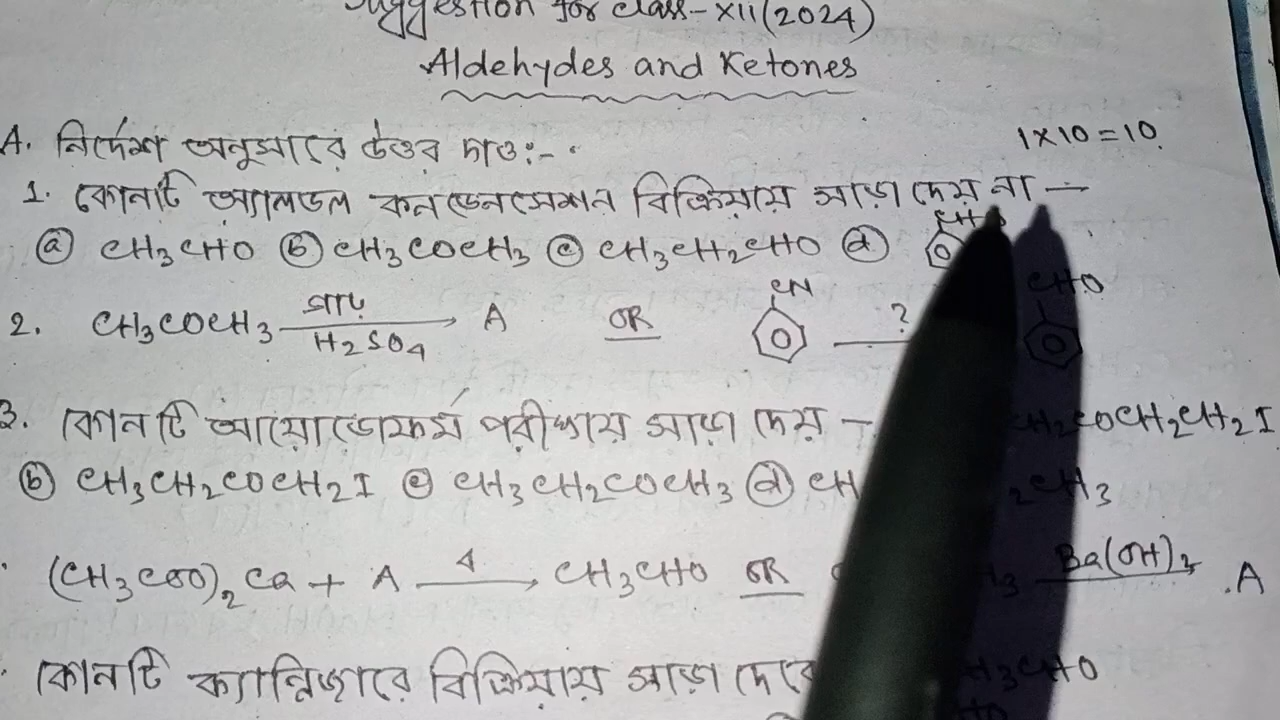 Suggestion for class-XII (2024)
Aldehydes and Ketones
A. নির্দেশ অনুসারে উত্তর দাও:- 1×10=10.
1. কোনটি অ্যালডল কনডেনসেশন বিক্রিয়ায় সাড়া দেয় না —
ⓐ CH3CHO ⓑ CH3COCH3 ⓒ CH3CH2CHO ⓓ
2. CH3COCH3 গাঢ় H2SO4 → A OR CN ? CHO
3. কোনটি আয়োডোফর্ম পরীক্ষায় সাড়া দেয় —
ⓑ CH3CH2COCH2I ⓒ CH3CH2COCH3 ⓓ
(CH3COO)2Ca + A Δ → CH3CHO OR Ba(OH)2 → A
কোনটি ক্যানিজারো বিক্রিয়ায় সাড়া দেবে